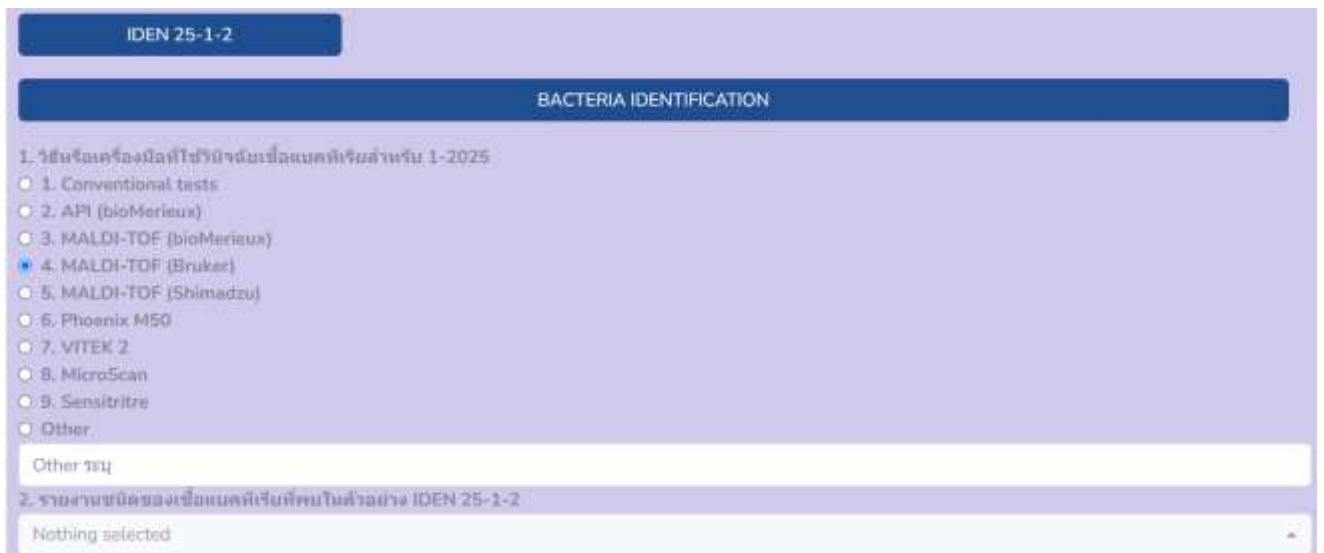 IDEN 25-1-2
BACTERIA IDENTIFICATION
1. วิธีหรือเครื่องมือที่ใช้วินิจฉัยเชื้อแบคทีเรียสำหรับ 1-2025
1. Conventional tests
2. API (bioMerieux)
3. MALDI-TOF (bioMerieux)
4. MALDI-TOF (Bruker)
5. MALDI-TOF (Shimadzu)
6. Phoenix M50
7. VITEK 2
8. MicroScan
9. Sensitritre
Other
Other ระบุ
2. รายงานชนิดของเชื้อแบคทีเรียที่พบในตัวอย่าง IDEN 25-1-2
Nothing selected